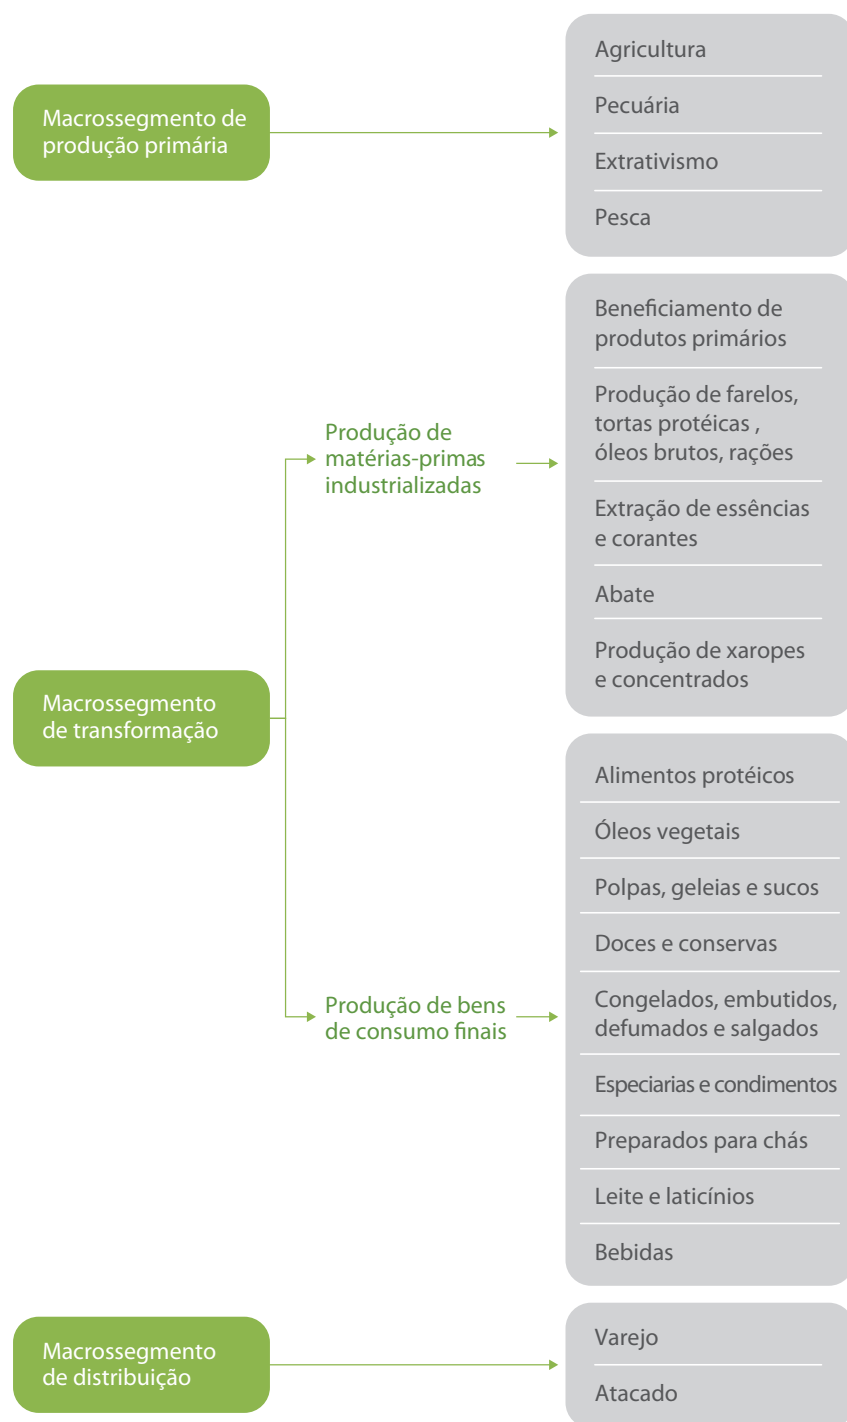 Macrossegmento de
produção primária
Agricultura
Pecuária
Extrativismo
Pesca
Macrossegmento
de transformação
Produção de
matérias-primas
industrializadas
Beneficiamento de
produtos primários
Produção de farelos,
tortas protéicas ,
óleos brutos, rações
Extração de essências
e corantes
Abate
Produção de xaropes
e concentrados
Produção de bens
de consumo finais
Alimentos protéicos
Óleos vegetais
Polpas, geleias e sucos
Doces e conservas
Congelados, embutidos,
defumados e salgados
Especiarias e condimentos
Preparados para chás
Leite e laticínios
Bebidas
Macrossegmento
de distribuição
Varejo
Atacado